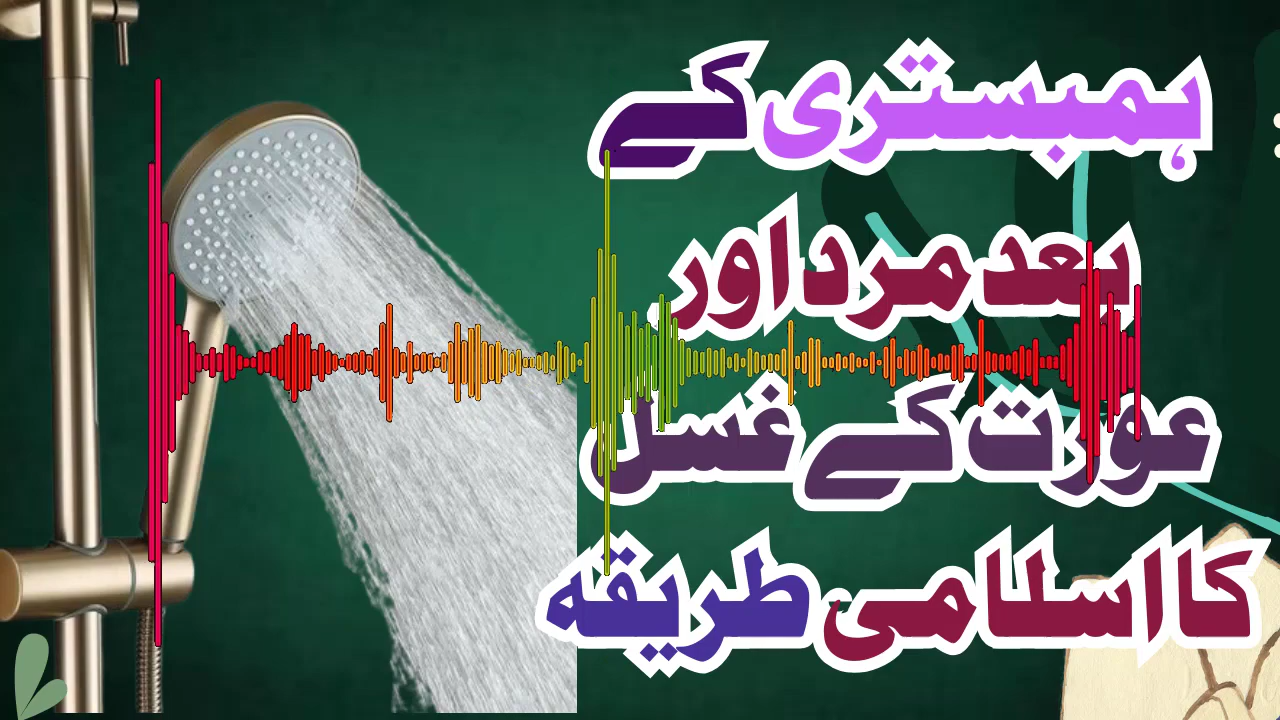 ہمبستری کے
بعد مرد اور
عورت کے غسل
کا اسلامی طریقہ